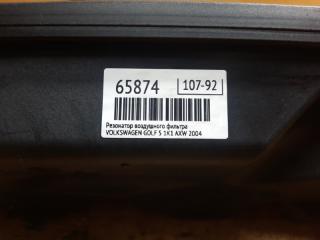 65874 107-92
Резонатор воздушного фильтра
VOLKSWAGEN GOLF 5 1K1 AXW 2004